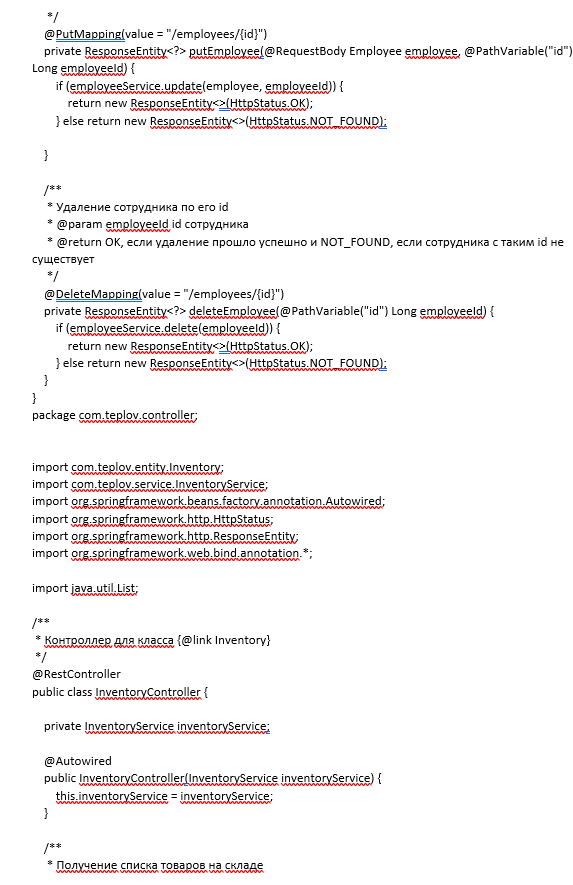 */
@PutMapping(value = "/employees/{id}")
private ResponseEntity<?> putEmployee(@RequestBody Employee employee, @PathVariable("id")
Long employeeId) {
if (employeeService.update(employee, employeeId)) {
return new ResponseEntity<>(HttpStatus.OK);
} else return new ResponseEntity<>(HttpStatus.NOT_FOUND);
}
/**
* Удаление сотрудника по его id
* @param employeeId id сотрудника
* @return OK, если удаление прошло успешно и NOT_FOUND, если сотрудника с таким id не
существует
*/
@DeleteMapping(value = "/employees/{id}")
private ResponseEntity<?> deleteEmployee(@PathVariable("id") Long employeeId) {
if (employeeService.delete(employeeId)) {
return new ResponseEntity<>(HttpStatus.OK);
} else return new ResponseEntity<>(HttpStatus.NOT_FOUND);
}
}
package com.teplov.controller;
import com.teplov.entity.Inventory;
import com.teplov.service.InventoryService;
import org.springframework.beans.factory.annotation.Autowired;
import org.springframework.http.HttpStatus;
import org.springframework.http.ResponseEntity;
import org.springframework.web.bind.annotation.*;
import java.util.List;
/**
* Контроллер для класса {@link Inventory}
*/
@RestController
public class InventoryController {
private InventoryService inventoryService;
@Autowired
public InventoryController(InventoryService inventoryService) {
this.inventoryService = inventoryService;
}
/**
* Получение списка товаров на складе